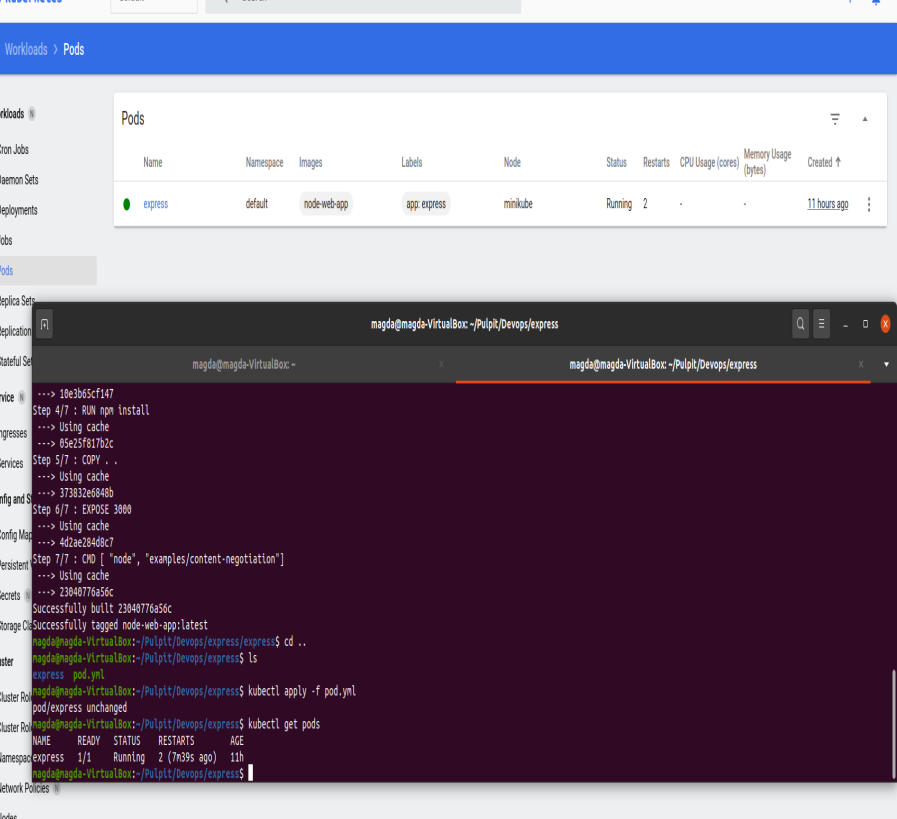 Workloads > Pods
Pods
Name Namespace Images Labels Node Status Restarts CPU Usage (cores) Memory Usage (bytes) Created ↑
express default node-web-app app: express minikube Running 2 - - 11 hours ago
rkloads N
Cron Jobs
Daemon Sets
Deployments
Jobs
Pods
Replica Sets
Replication
Stateful Set
rvice N
Ingresses
Services
nfig and S
Config Map
Persistent V
Secrets N
Storage Cla
uster
Cluster Rol
Cluster Rol
Namespac
Network Policies N
Nodes
magda@magda-VirtualBox: ~/Pulpit/Devops/express
magda@magda-VirtualBox: ~ x magda@magda-VirtualBox: ~/Pulpit/Devops/express x
---> 10e3b65cf147
Step 4/7 : RUN npm install
---> Using cache
---> 05e25f817b2c
Step 5/7 : COPY . .
---> Using cache
---> 373832e6848b
Step 6/7 : EXPOSE 3000
---> Using cache
---> 4d2ae284d8c7
Step 7/7 : CMD [ "node", "examples/content-negotiation"]
---> Using cache
---> 23040776a56c
Successfully built 23040776a56c
Successfully tagged node-web-app:latest
magda@magda-VirtualBox:~/Pulpit/Devops/express/express$ cd ..
magda@magda-VirtualBox:~/Pulpit/Devops/express$ ls
express pod.yml
magda@magda-VirtualBox:~/Pulpit/Devops/express$ kubectl apply -f pod.yml
pod/express unchanged
magda@magda-VirtualBox:~/Pulpit/Devops/express$ kubectl get pods
NAME READY STATUS RESTARTS AGE
express 1/1 Running 2 (7m39s ago) 11h
magda@magda-VirtualBox:~/Pulpit/Devops/express$